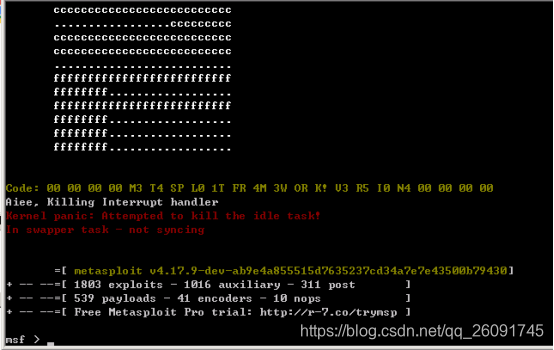 cccccccccccccccccccccccccc
.................ccccccccc
cccccccccccccccccccccccccc
cccccccccccccccccccccccccc
..........................
ffffffffffffffffffffffffff
ffffffff..................
ffffffffffffffffffffffffff
ffffffff..................
ffffffff..................
ffffffff..................
Code: 00 00 00 00 M3 T4 SP L0 1T FR 4M 3W OR K! V3 R5 I0 N4 00 00 00 00
Aiee, Killing Interrupt handler
Kernel panic: Attempted to kill the idle task!
In swapper task - not syncing
=[ metasploit v4.17.9-dev-ab9e4a855515d7635237cd34a7e7e43500b79430]
+ -- --=[ 1803 exploits - 1016 auxiliary - 311 post ]
+ -- --=[ 539 payloads - 41 encoders - 10 nops ]
+ -- --=[ Free Metasploit Pro trial: http://r-7.co/trymsp ]
https://blog.csdn.net/qq_26091745
msf > _